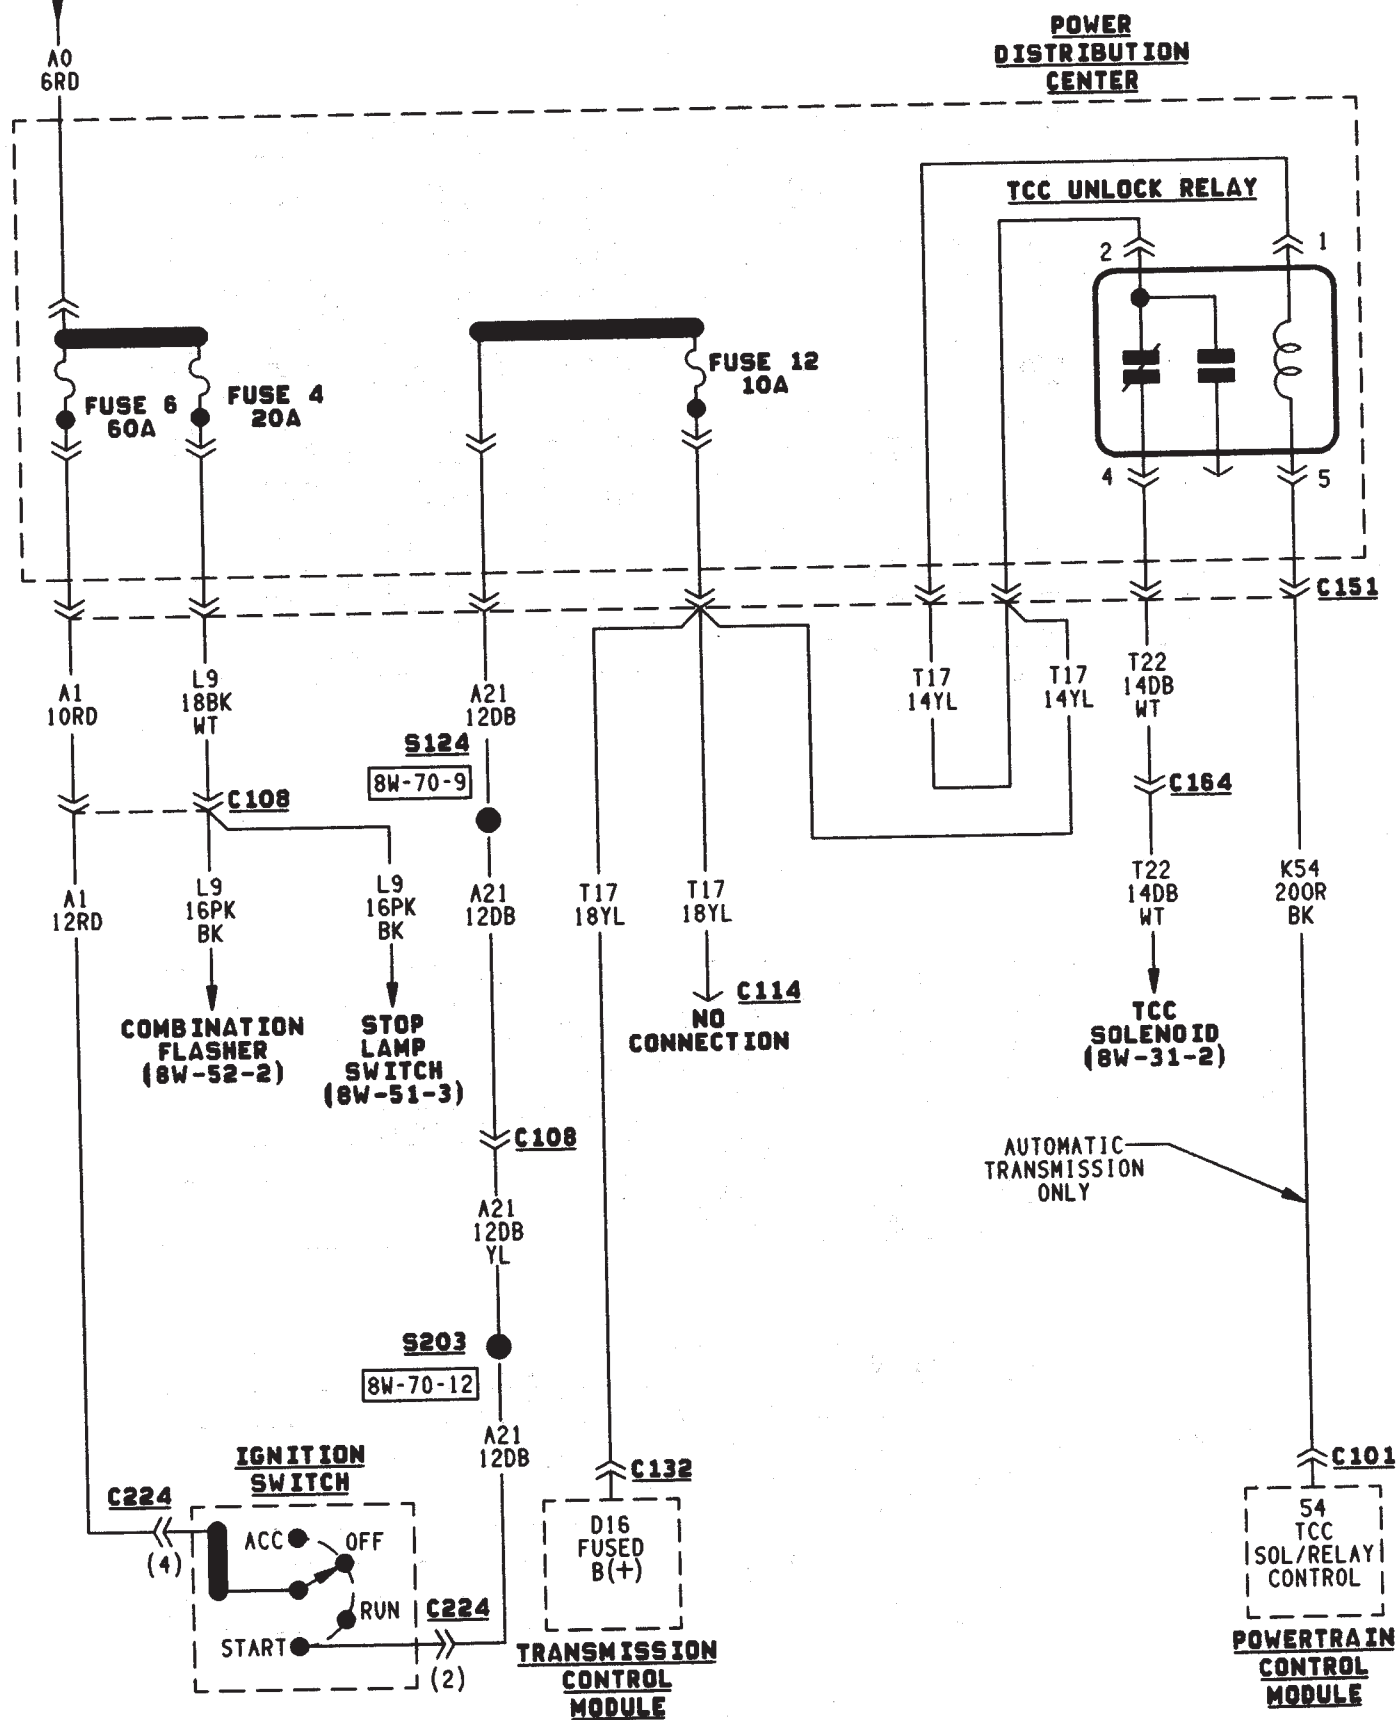 A0
6RD
POWER
DISTRIBUTION
CENTER
TCC UNLOCK RELAY
2
1
FUSE 6
60A
FUSE 4
20A
FUSE 12
10A
4
5
C151
A1
10RD
L9
18BK
WT
A21
12DB
T17
14YL
T17
14YL
T22
14DB
WT
S124
8W-70-9
C108
C164
A1
12RD
L9
16PK
BK
L9
16PK
BK
A21
12DB
T17
18YL
T17
18YL
T22
14DB
WT
K54
20OR
BK
COMBINATION
FLASHER
(8W-52-2)
STOP
LAMP
SWITCH
(8W-51-3)
C114
NO
CONNECTION
TCC
SOLENOID
(8W-31-2)
C108
AUTOMATIC
TRANSMISSION
ONLY
A21
12DB
YL
S203
8W-70-12
A21
12DB
IGNITION
SWITCH
C224
(4)
ACC
OFF
RUN
START
C224
(2)
C132
D16
FUSED
B(+)
TRANSMISSION
CONTROL
MODULE
C101
54
TCC
SOL/RELAY
CONTROL
POWERTRAIN
CONTROL
MODULE